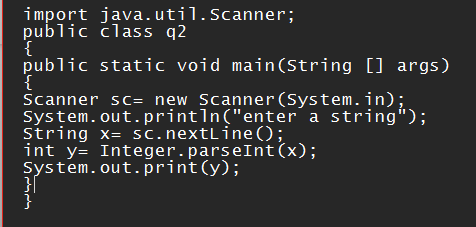 import java.util.Scanner;
public class q2
{
public static void main(String [] args)
{
Scanner sc= new Scanner(System.in);
System.out.println("enter a string");
String x= sc.nextLine();
int y= Integer.parseInt(x);
System.out.print(y);
}
}